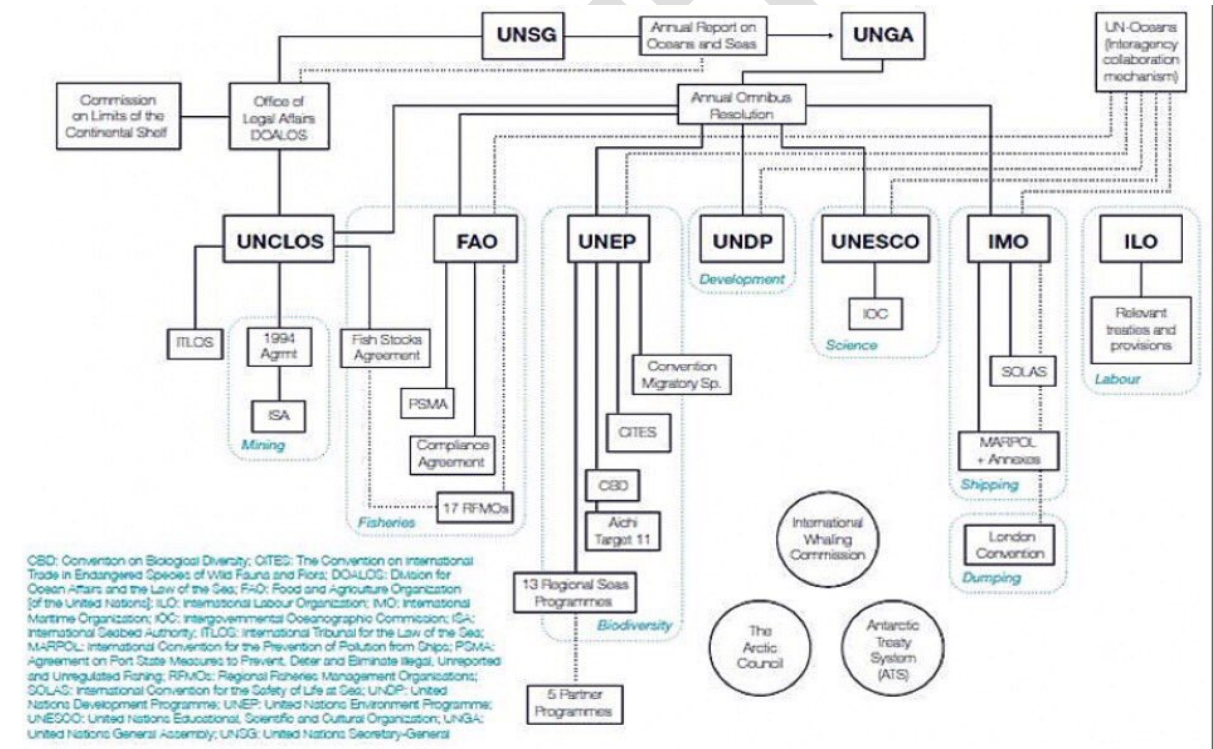 UNSG
Annual Report on
Oceans and Seas
UNGA
UN-Oceans
(Interagency
collaboration
mechanism)
Commission
on Limits of the
Continental Shelf
Office of
Legal Affairs
DOALOS
Annual Omnibus
Resolution
UNCLOS
FAO
UNEP
UNDP
UNESCO
IMO
ILO
Development
ITLOS
1994
Agrmt
Fish Stocks
Agreement
IOC
Relevant
treaties and
provisions
Science
Convention
Migratory Sp.
SOLAS
Labour
ISA
PSMA
Mining
CITES
Compliance
Agreement
MARPOL
+ Annexes
CBD
Shipping
17 RFMOs
Fisheries
Aichi
Target 11
International
Whaling
Commission
London
Convention
Dumping
13 Regional Seas
Programmes
Biodiversity
The
Arctic
Council
Antarctic
Treaty
System
(ATS)
5 Partner
Programmes
CBD: Convention on Biological Diversity; CITES: The Convention on International
Trade in Endangered Species of Wild Fauna and Flora; DOALOS: Division for
Ocean Affairs and the Law of the Sea; FAO: Food and Agriculture Organization
[of the United Nations]; ILO: International Labour Organization; IMO: International
Maritime Organization; IOC: Intergovernmental Oceanographic Commission; ISA:
International Seabed Authority; ITLOS: International Tribunal for the Law of the Sea;
MARPOL: International Convention for the Prevention of Pollution from Ships; PSMA:
Agreement on Port State Measures to Prevent, Deter and Eliminate Illegal, Unreported
and Unregulated Fishing; RFMOs: Regional Fisheries Management Organisations;
SOLAS: International Convention for the Safety of Life at Sea; UNDP: United
Nations Development Programme; UNEP: United Nations Environment Programme;
UNESCO: United Nations Educational, Scientific and Cultural Organization; UNGA:
United Nations General Assembly; UNSG: United Nations Secretary-General